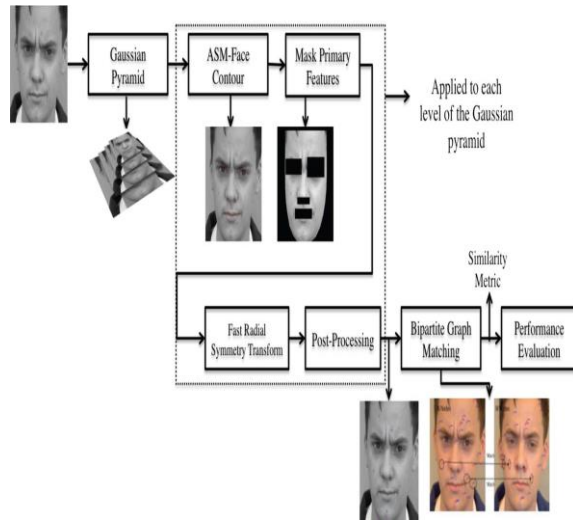 Gaussian
Pyramid
ASM-Face
Contour
Mask Primary
Features
Applied to each
level of the Gaussian
pyramid
Similarity
Metric
Fast Radial
Symmetry Transform
Post-Processing
Bipartite Graph
Matching
Performance
Evaluation